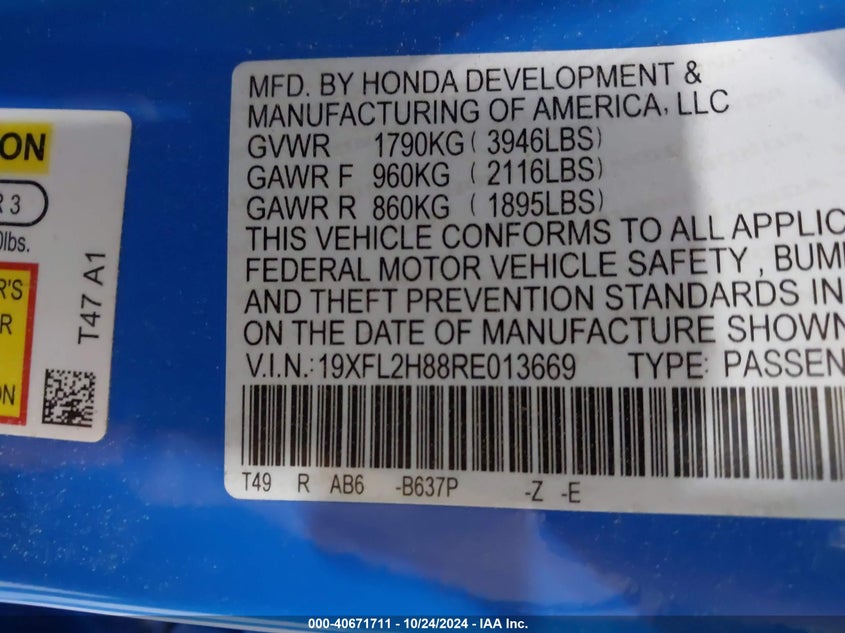 ON
R 3
0lbs.
R'S
R
ON
T47 A1
MFD. BY HONDA DEVELOPMENT &
MANUFACTURING OF AMERICA, LLC
GVWR 1790KG ( 3946LBS)
GAWR F 960KG ( 2116LBS)
GAWR R 860KG ( 1895LBS)
THIS VEHICLE CONFORMS TO ALL APPLIC
FEDERAL MOTOR VEHICLE SAFETY , BUM
AND THEFT PREVENTION STANDARDS IN
ON THE DATE OF MANUFACTURE SHOWN
V.I.N.:19XFL2H88RE013669 TYPE: PASSEN
T49 R AB6 -B637P -Z -E
000-40671711 - 10/24/2024 - IAA Inc.